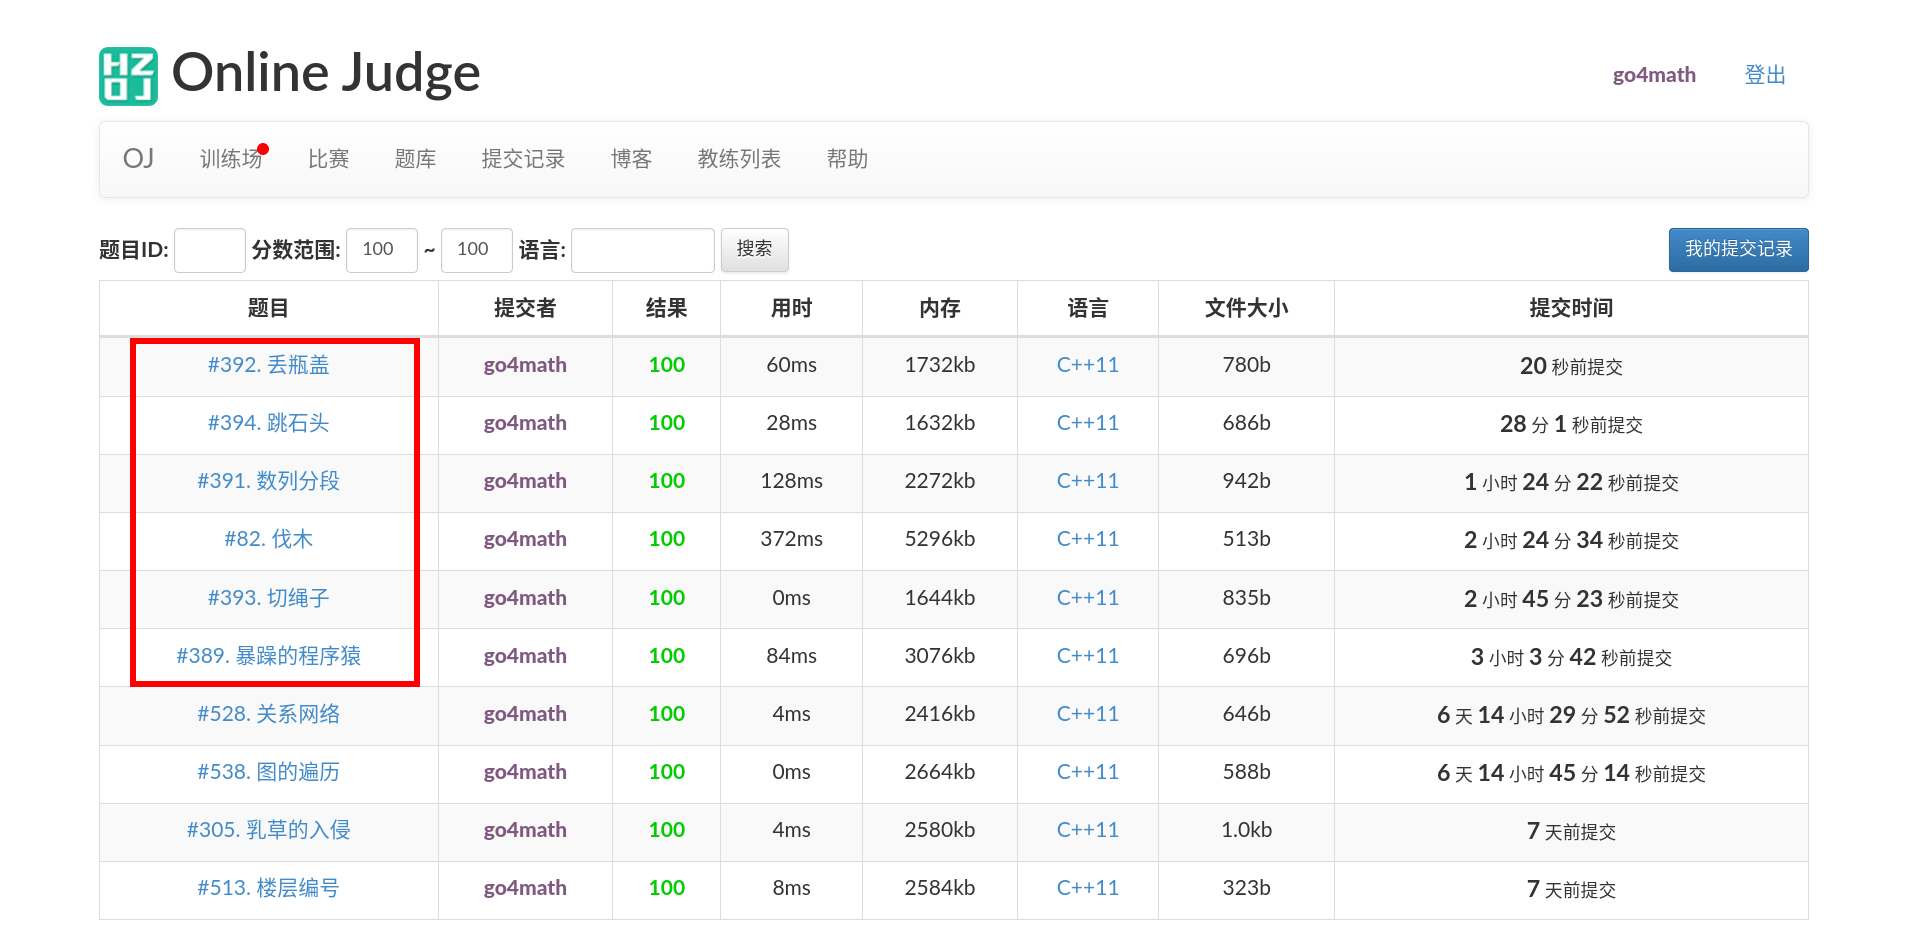 HZOJ Online Judge go4math 登出
OJ 训练场 比赛 题库 提交记录 博客 教练列表 帮助
题目ID: 分数范围: 100 ~ 100 语言: 搜索 我的提交记录
题目 提交者 结果 用时 内存 语言 文件大小 提交时间
#392. 丢瓶盖 go4math 100 60ms 1732kb C++11 780b 20 秒前提交
#394. 跳石头 go4math 100 28ms 1632kb C++11 686b 28 分 1 秒前提交
#391. 数列分段 go4math 100 128ms 2272kb C++11 942b 1 小时 24 分 22 秒前提交
#82. 伐木 go4math 100 372ms 5296kb C++11 513b 2 小时 24 分 34 秒前提交
#393. 切绳子 go4math 100 0ms 1644kb C++11 835b 2 小时 45 分 23 秒前提交
#389. 暴躁的程序猿 go4math 100 84ms 3076kb C++11 696b 3 小时 3 分 42 秒前提交
#528. 关系网络 go4math 100 4ms 2416kb C++11 646b 6 天 14 小时 29 分 52 秒前提交
#538. 图的遍历 go4math 100 0ms 2664kb C++11 588b 6 天 14 小时 45 分 14 秒前提交
#305. 乳草的入侵 go4math 100 4ms 2580kb C++11 1.0kb 7 天前提交
#513. 楼层编号 go4math 100 8ms 2584kb C++11 323b 7 天前提交